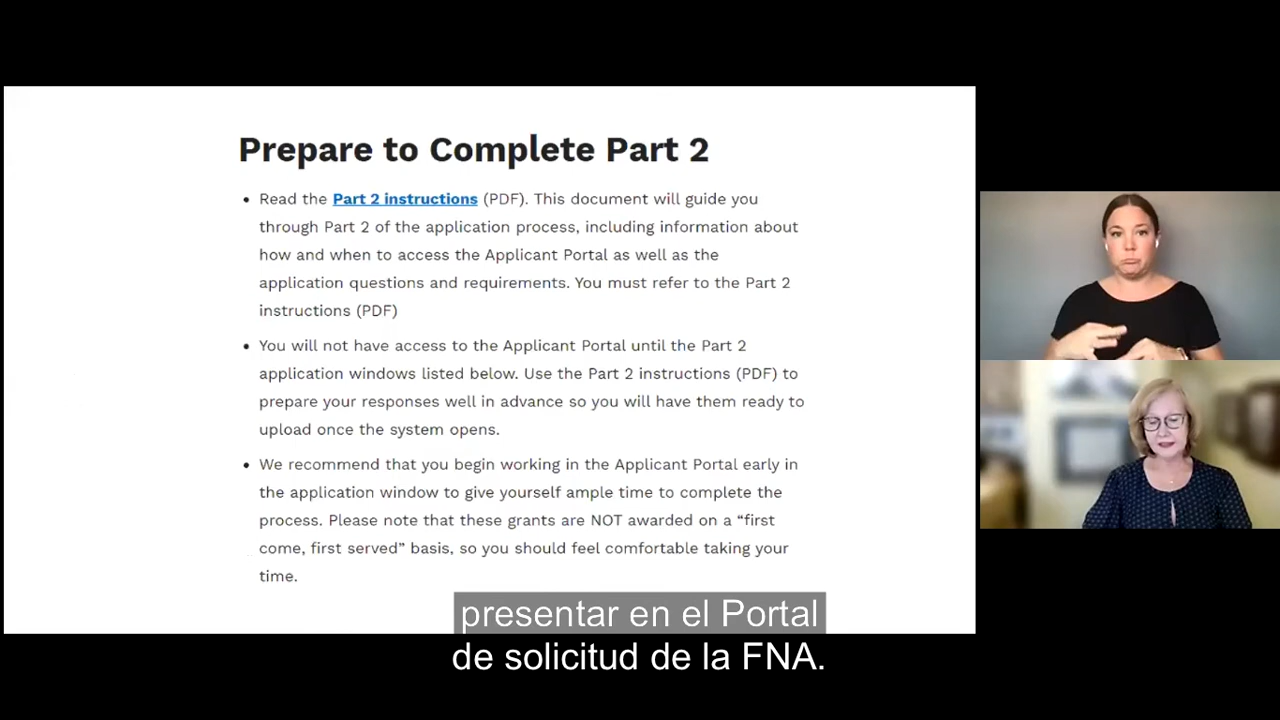 Prepare to Complete Part 2
• Read the Part 2 instructions (PDF). This document will guide you
through Part 2 of the application process, including information about
how and when to access the Applicant Portal as well as the
application questions and requirements. You must refer to the Part 2
instructions (PDF)
• You will not have access to the Applicant Portal until the Part 2
application windows listed below. Use the Part 2 instructions (PDF) to
prepare your responses well in advance so you will have them ready to
upload once the system opens.
• We recommend that you begin working in the Applicant Portal early in
the application window to give yourself ample time to complete the
process. Please note that these grants are NOT awarded on a “first
come, first served” basis, so you should feel comfortable taking your
time.
presentar en el Portal
de solicitud de la FNA.